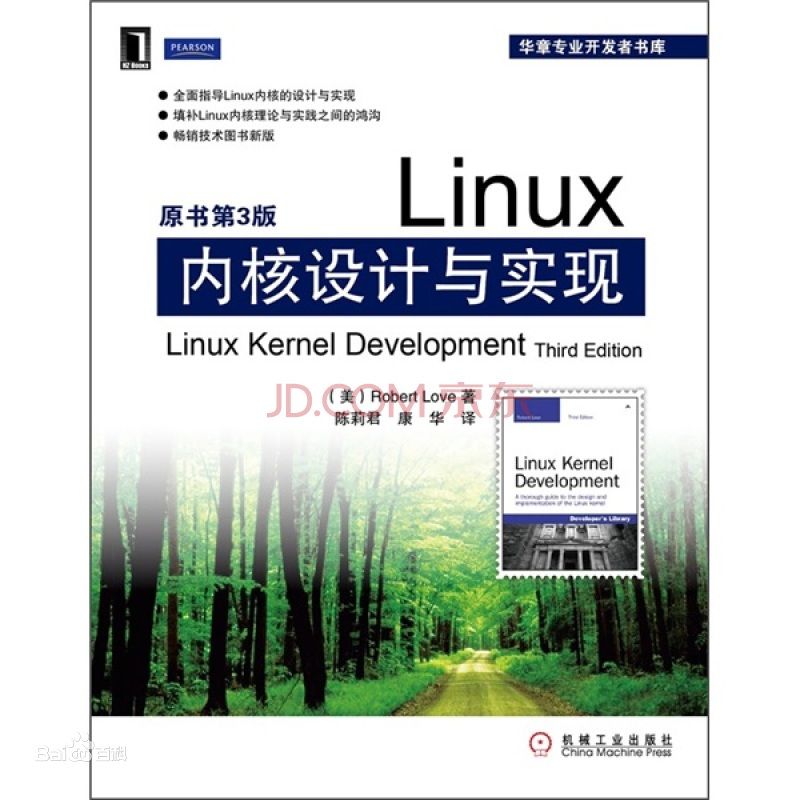 HZ Books
PEARSON
华章专业开发者书库
● 全面指导Linux内核的设计与实现
● 填补Linux内核理论与实践之间的鸿沟
● 畅销技术图书新版
Linux
原书第3版
内核设计与实现
Linux Kernel Development Third Edition
(美) Robert Love 著
JD.COM 京东
陈莉君 康 华 译
Robert Love Third Edition
Linux Kernel
Development
A thorough guide to the design and
implementation of the Linux kernel
Developer's Library
机械工业出版社
China Machine Press
Bai百科